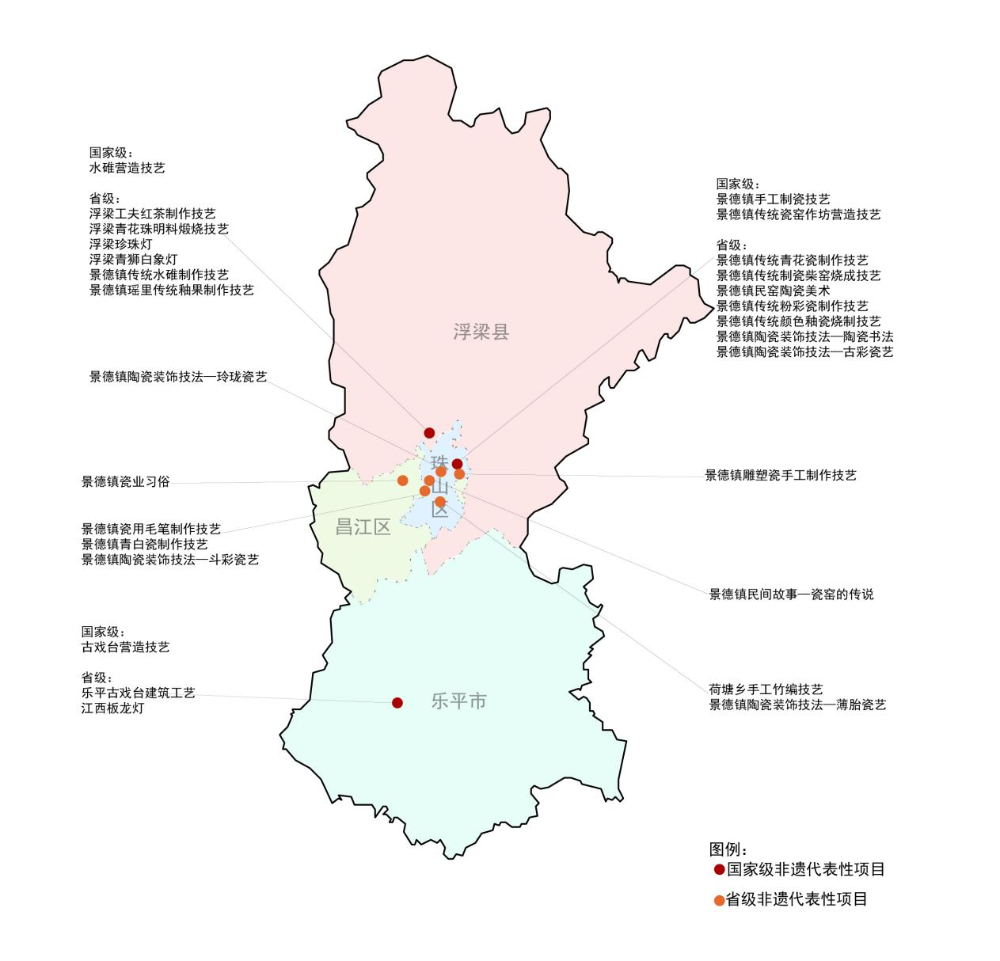 国家级：
水碓营造技艺
省级：
浮梁工夫红茶制作技艺
浮梁青花珠明料煅烧技艺
浮梁珍珠灯
浮梁青狮白象灯
景德镇传统水碓制作技艺
景德镇瑶里传统釉果制作技艺
国家级：
景德镇手工制瓷技艺
景德镇传统瓷窑作坊营造技艺
省级：
景德镇传统青花瓷制作技艺
景德镇传统制瓷柴窑烧成技艺
景德镇民窑陶瓷美术
景德镇传统粉彩瓷制作技艺
景德镇传统颜色釉瓷烧制技艺
景德镇陶瓷装饰技法—陶瓷书法
景德镇陶瓷装饰技法—古彩瓷艺
浮梁县
景德镇陶瓷装饰技法—玲珑瓷艺
珠
山
区
景德镇瓷业习俗
景德镇雕塑瓷手工制作技艺
昌江区
景德镇瓷用毛笔制作技艺
景德镇青白瓷制作技艺
景德镇陶瓷装饰技法—斗彩瓷艺
景德镇民间故事—瓷窑的传说
国家级：
古戏台营造技艺
省级：
乐平古戏台建筑工艺
江西板龙灯
乐平市
荷塘乡手工竹编技艺
景德镇陶瓷装饰技法—薄胎瓷艺
图例：
国家级非遗代表性项目
省级非遗代表性项目